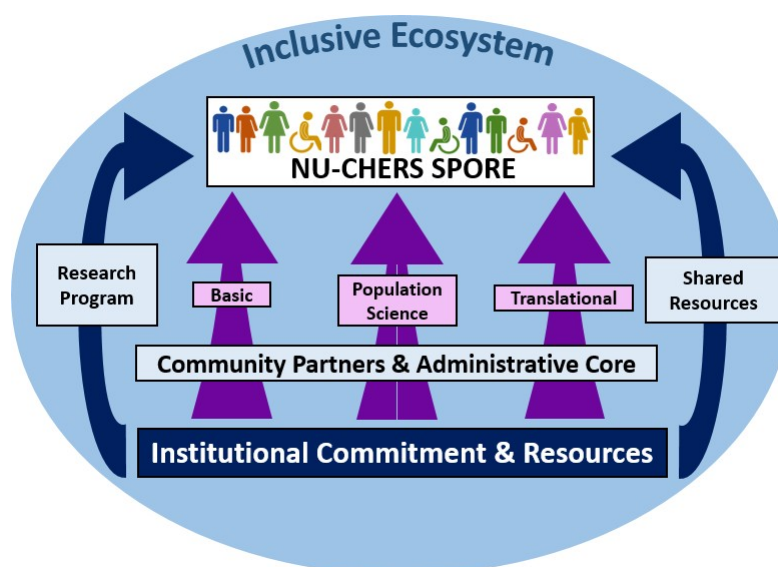 Inclusive Ecosystem
NU-CHERS SPORE
Research
Program
Basic
Population
Science
Translational
Shared
Resources
Community Partners & Administrative Core
Institutional Commitment & Resources